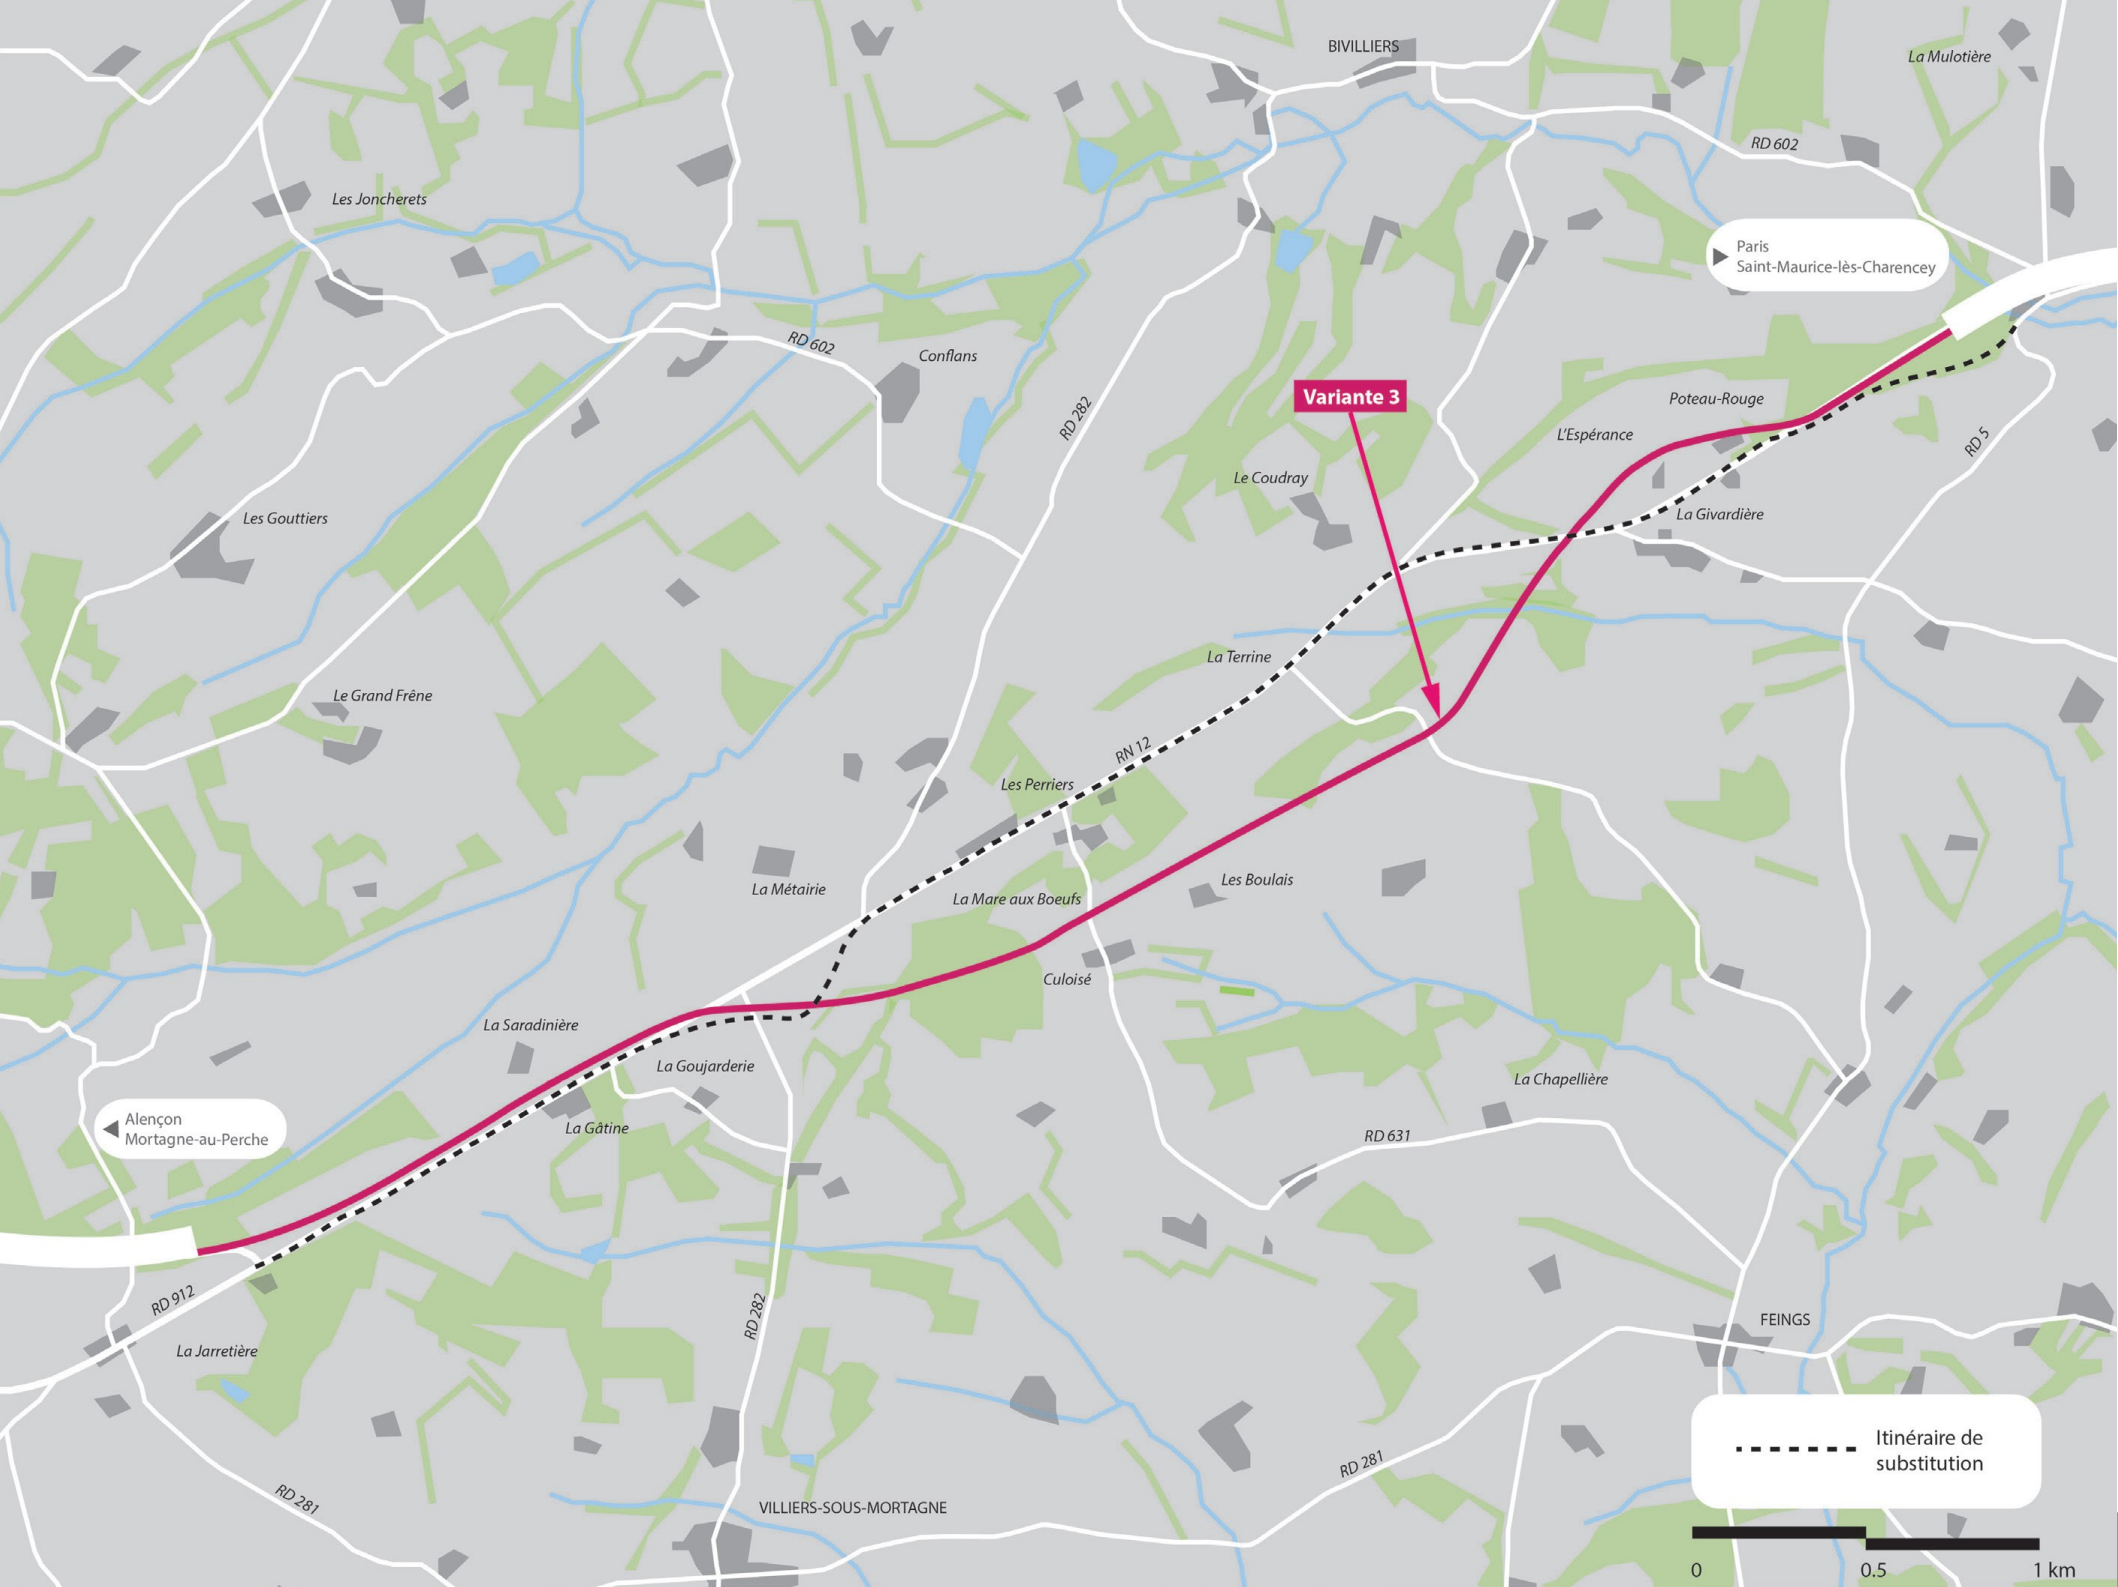 BIVILLIERS
La Mulotière
RD 602
Les Joncherets
Paris
Saint-Maurice-lès-Charencey
RD 602
Conflans
RD 282
Variante 3
Poteau-Rouge
L'Espérance
RD 5
Le Coudray
La Givardière
Les Gouttiers
La Terrine
Le Grand Frêne
RN 12
Les Perriers
La Métairie
La Mare aux Boeufs
Les Boulais
Culoisé
La Saradinière
La Goujarderie
La Chapellière
Alençon
Mortagne-au-Perche
La Gâtine
RD 631
RD 912
RD 282
La Jarretière
FEINGS
RD 281
RD 281
VILLIERS-SOUS-MORTAGNE
Itinéraire de
substitution
0 0.5 1 km